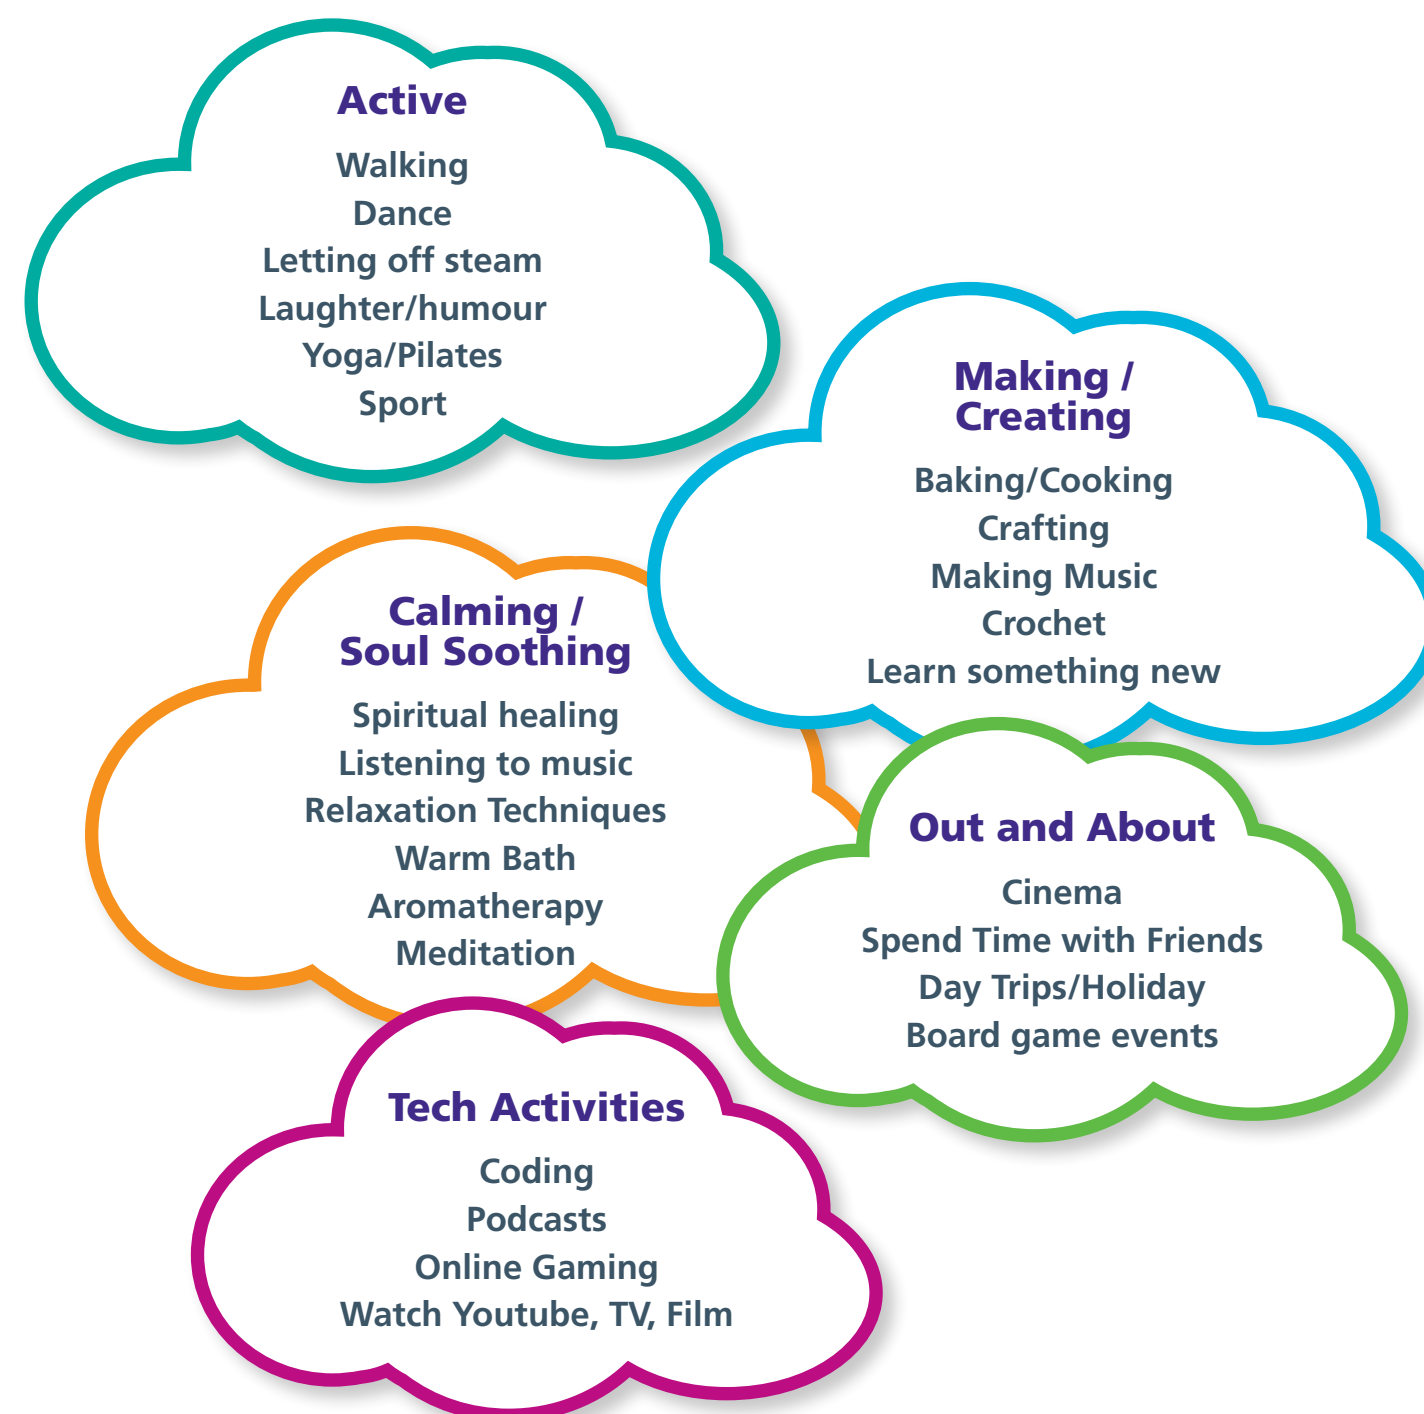 Active
Walking
Dance
Letting off steam
Laughter/humour
Yoga/Pilates
Sport
Making /
Creating
Baking/Cooking
Crafting
Making Music
Crochet
Learn something new
Calming /
Soul Soothing
Spiritual healing
Listening to music
Relaxation Techniques
Warm Bath
Aromatherapy
Meditation
Out and About
Cinema
Spend Time with Friends
Day Trips/Holiday
Board game events
Tech Activities
Coding
Podcasts
Online Gaming
Watch Youtube, TV, Film